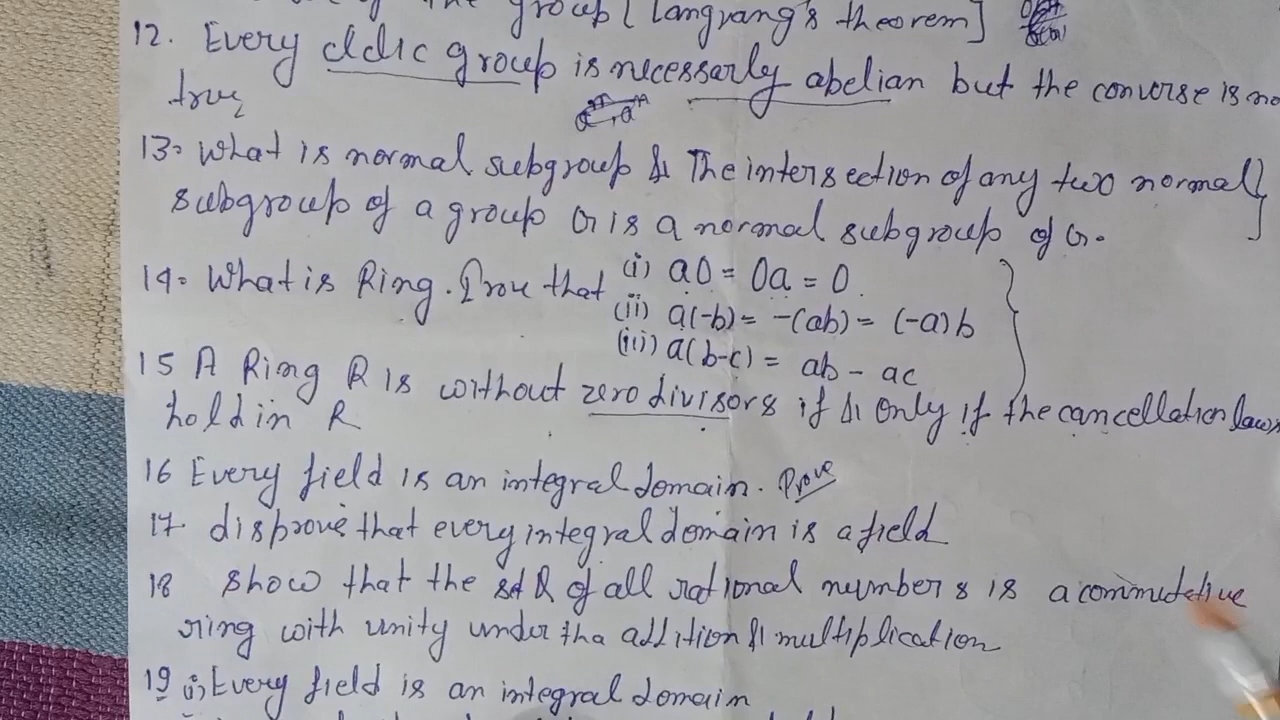 the group [Langrang's theorem]
12. Every ciclic group is necessarly abelian but the converse is no
true
13. What is normal subgroup & The intersection of any two normal
subgroup of a group G is a normal subgroup of G.
14. What is Ring. Prove that (i) a0 = 0a = 0
(ii) a(-b) = -(ab) = (-a)b
(iii) a(b-c) = ab - ac
15 A Ring R is without zero divisors if & only if the cancellation laws
hold in R
16 Every field is an integral domain. Prove
17. disprove that every integral domain is a field
18 Show that the set Q of all rational numbers is a commutative
ring with unity under tha addition & multiplication
19 (i) Every field is an integral domain